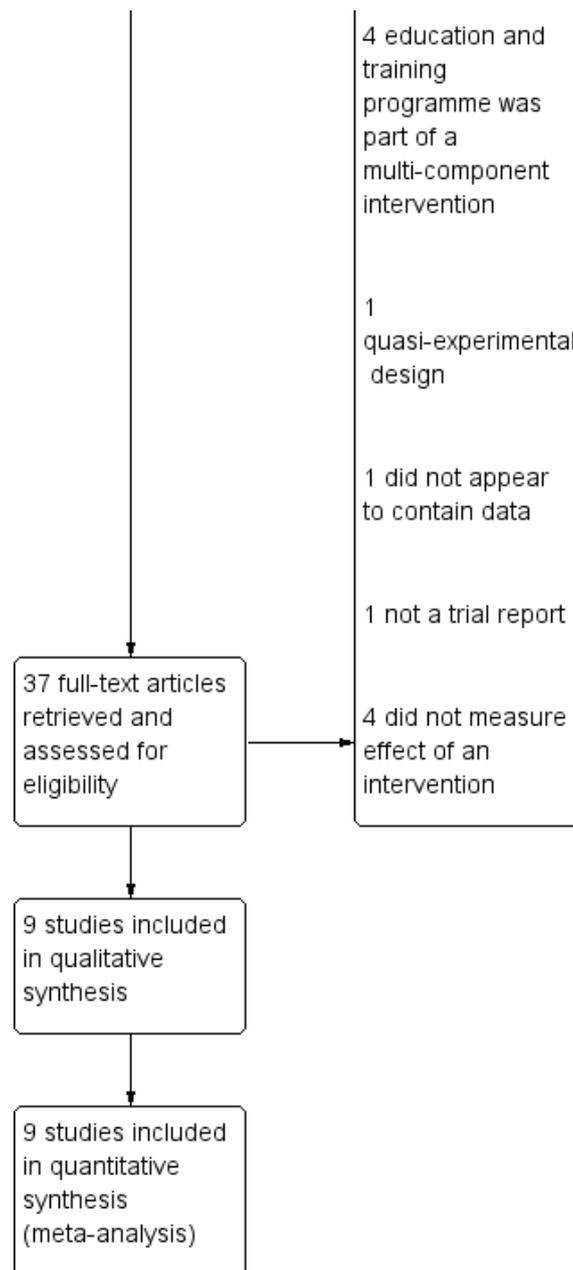 4 education and
training
programme was
part of a
multi-component
intervention
1
quasi-experimental
design
1 did not appear
to contain data
1 not a trial report
4 did not measure
effect of an
intervention
37 full-text articles
retrieved and
assessed for
eligibility
9 studies included
in qualitative
synthesis
9 studies included
in quantitative
synthesis
(meta-analysis)